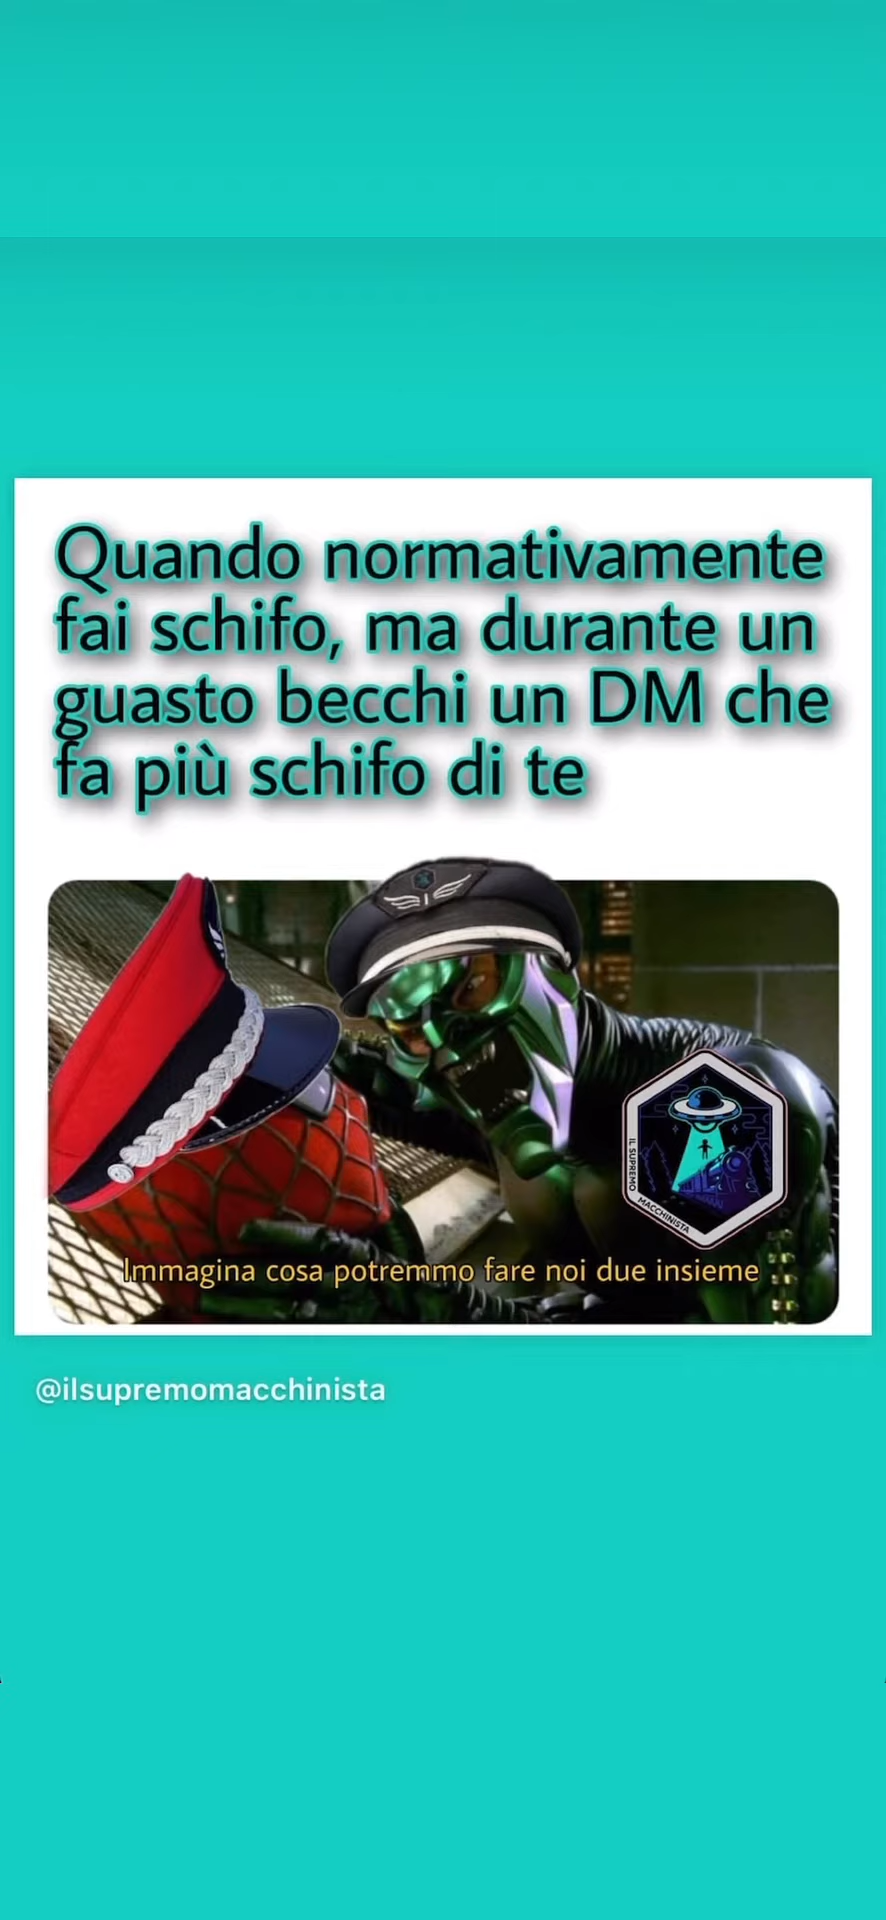 Quando normativamente
fai schifo, ma durante un
guasto becchi un DM che
fa più schifo di te
IL SUPREMO
MACCHINISTA
Immagina cosa potremmo fare noi due insieme
@ilsupremomacchinista